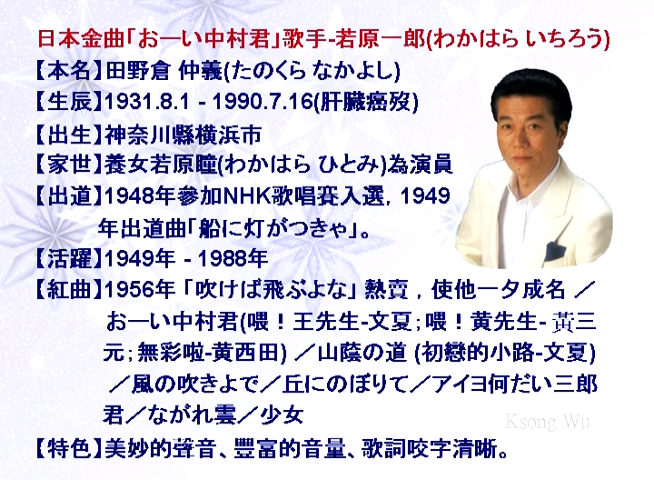 日本金曲「おーい中村君」歌手-若原一郎(わかはら いちろう)
【本名】田野倉 仲義(たのくら なかよし)
【生辰】1931.8.1 - 1990.7.16(肝臟癌歿)
【出生】神奈川縣横浜市
【家世】養女若原瞳(わかはら ひとみ)為演員
【出道】1948年參加NHK歌唱賽入選，1949
年出道曲「船に灯がつきゃ」。
【活躍】1949年 - 1988年
【紅曲】1956年「吹けば飛ぶよな」熱賣，使他一夕成名／
おーい中村君(喂！王先生-文夏；喂！黄先生- 黃三
元；無彩啦-黄西田) ／山蔭の道 (初戀的小路-文夏)
／風の吹きよで／丘にのぼりて／アイヨ何だい三郎
君／ながれ雲／少女
Ksong Wu
【特色】美妙的聲音、豐富的音量、歌詞咬字清晰。